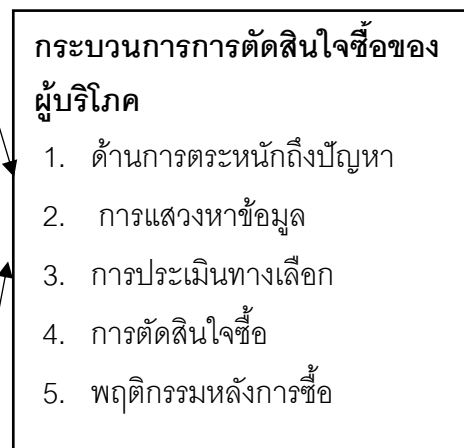 กระบวนการการตัดสินใจซื้อของ
ผู้บริโภค
1. ด้านการตระหนักถึงปัญหา
2. การแสวงหาข้อมูล
3. การประเมินทางเลือก
4. การตัดสินใจซื้อ
5. พฤติกรรมหลังการซื้อ